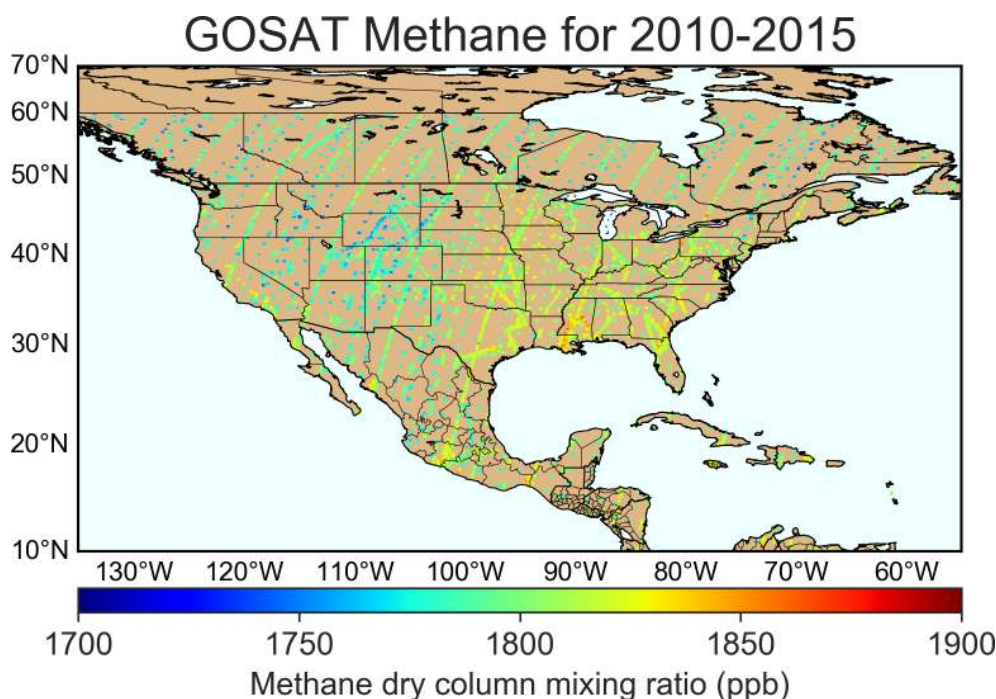 GOSAT Methane for 2010-2015
70°N
60°N
50°N
40°N
30°N
20°N
10°N
130°W 120°W 110°W 100°W 90°W 80°W 70°W 60°W
1700 1750 1800 1850 1900
Methane dry column mixing ratio (ppb)